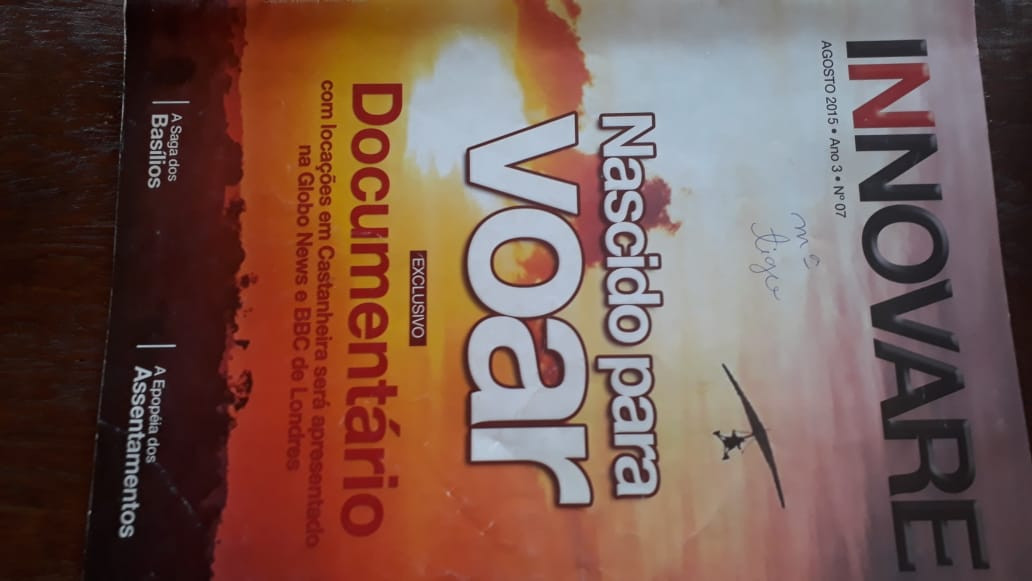 INNOVARE
AGOSTO 2015 • Ano 3 • Nº 07
Nascido para
voar
EXCLUSIVO
Documentário
com locações em Castanheira será apresentado
na Globo News e BBC de Londres
A Saga dos
Basílios
A Epopéia dos
Assentamentos